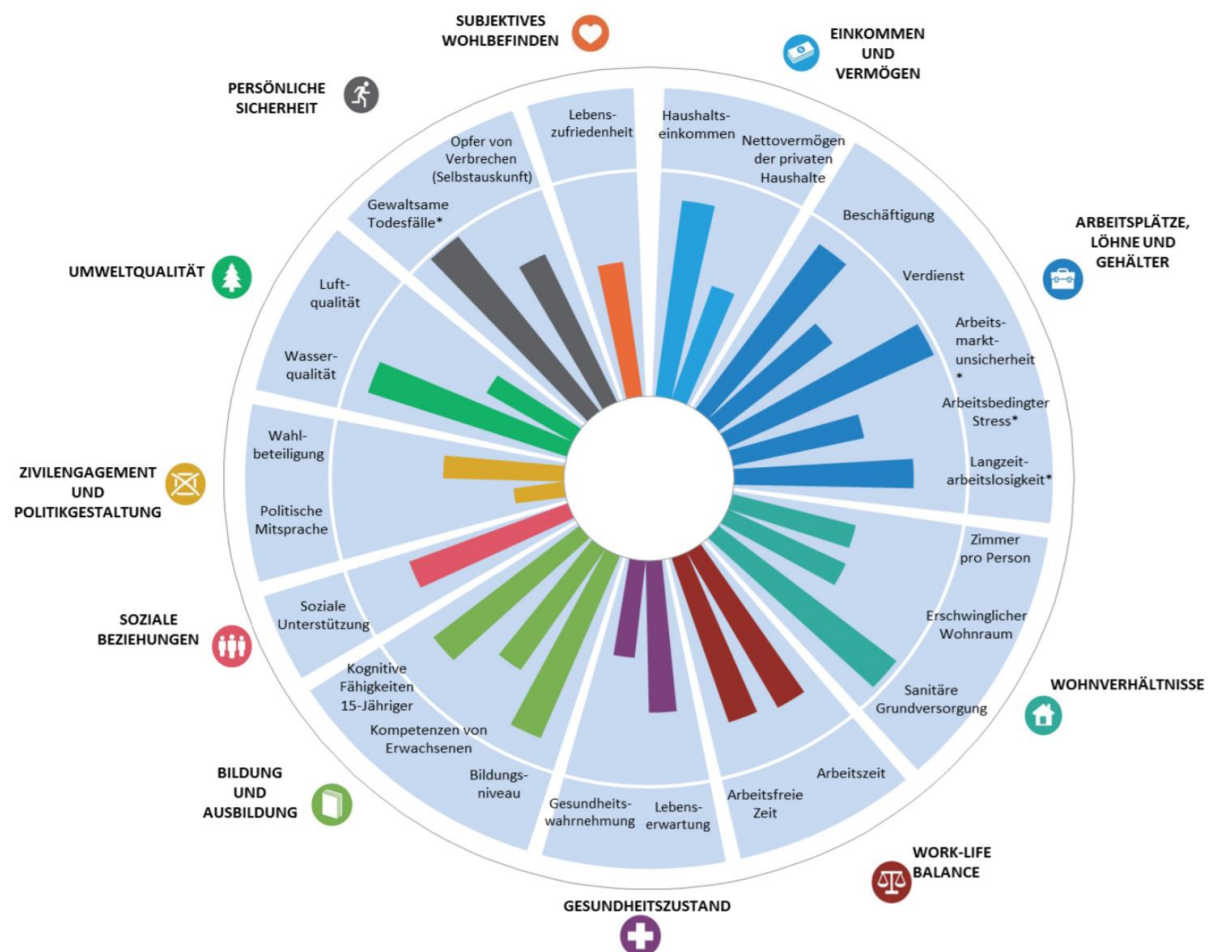 SUBJEKTIVES
WOHLBEFINDEN
EINKOMMEN
UND
VERMÖGEN
PERSÖNLICHE
SICHERHEIT
Lebens-
zufriedenheit
Haushalts-
einkommen
Nettovermögen
der privaten
Haushalte
Opfer von
Verbrechen
(Selbstauskunft)
Gewaltsame
Todesfälle*
Beschäftigung
ARBEITSPLÄTZE,
LÖHNE UND
GEHÄLTER
Verdienst
UMWELTQUALITÄT
Luft-
qualität
Wasser-
qualität
Arbeits-
markt-
unsicherheit
*
Arbeitsbedingter
Stress*
Langzeit-
arbeitslosigkeit*
Wahl-
beteiligung
ZIVILENGAGEMENT
UND
POLITIKGESTALTUNG
Politische
Mitsprache
Zimmer
pro Person
Erschwinglicher
Wohnraum
SOZIALE
BEZIEHUNGEN
Soziale
Unterstützung
Sanitäre
Grundversorgung
WOHNVERHÄLTNISSE
Kognitive
Fähigkeiten
15-Jähriger
Kompetenzen von
Erwachsenen
Bildungs-
niveau
BILDUNG
UND
AUSBILDUNG
Gesundheits-
wahrnehmung
Lebens-
erwartung
Arbeitsfreie
Zeit
Arbeitszeit
WORK-LIFE
BALANCE
GESUNDHEITSZUSTAND